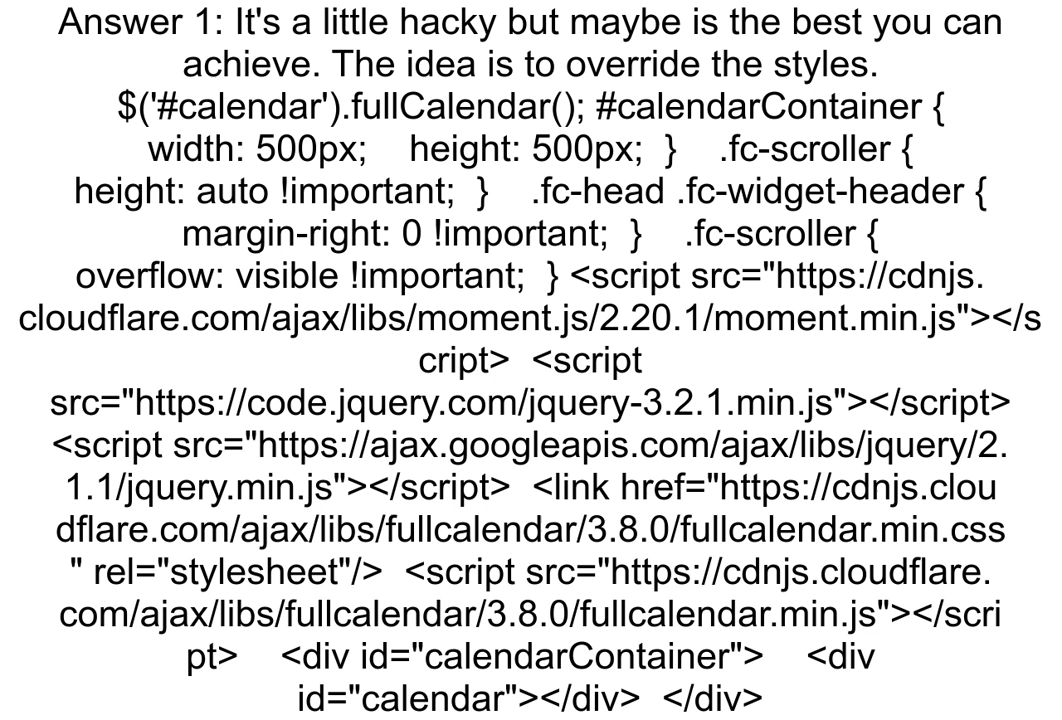 Answer 1: It's a little hacky but maybe is the best you can
achieve. The idea is to override the styles.
$('#calendar').fullCalendar(); #calendarContainer {
width: 500px;    height: 500px;  }    .fc-scroller {
height: auto !important;  }    .fc-head .fc-widget-header {
margin-right: 0 !important;  }    .fc-scroller {
overflow: visible !important;  } <script src="https://cdnjs.
cloudflare.com/ajax/libs/moment.js/2.20.1/moment.min.js"></s
cript>  <script
src="https://code.jquery.com/jquery-3.2.1.min.js"></script>
<script src="https://ajax.googleapis.com/ajax/libs/jquery/2.
1.1/jquery.min.js"></script>  <link href="https://cdnjs.clou
dflare.com/ajax/libs/fullcalendar/3.8.0/fullcalendar.min.css
" rel="stylesheet"/>  <script src="https://cdnjs.cloudflare.
com/ajax/libs/fullcalendar/3.8.0/fullcalendar.min.js"></scri
pt>    <div id="calendarContainer">    <div
id="calendar"></div>  </div>